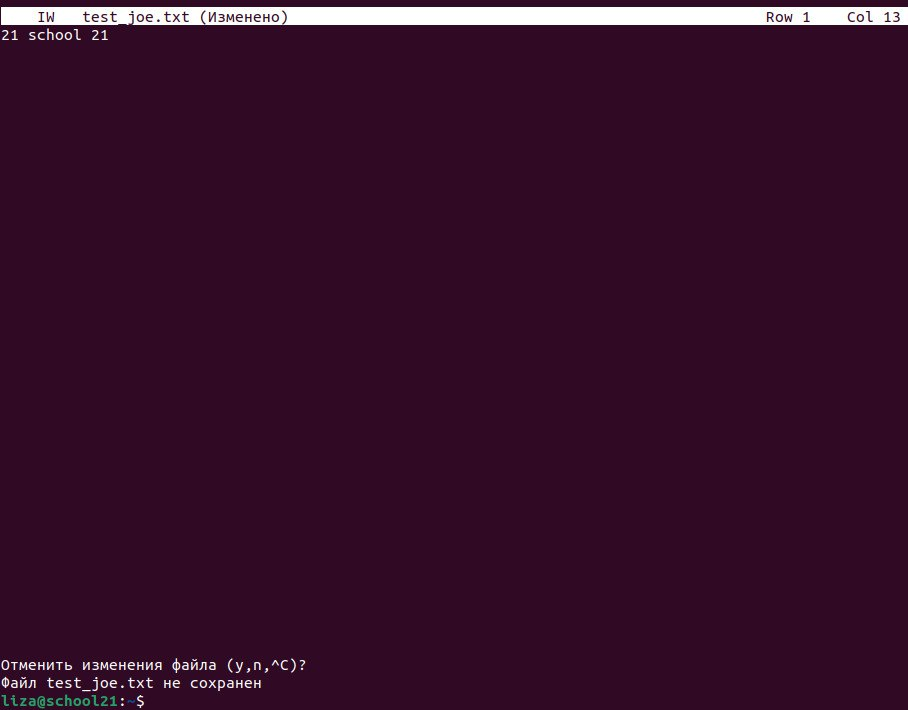 IW test_joe.txt (Изменено) Row 1 Col 13
21 school 21
Отменить изменения файла (y,n,^C)?
Файл test_joe.txt не сохранен
liza@school21:~$